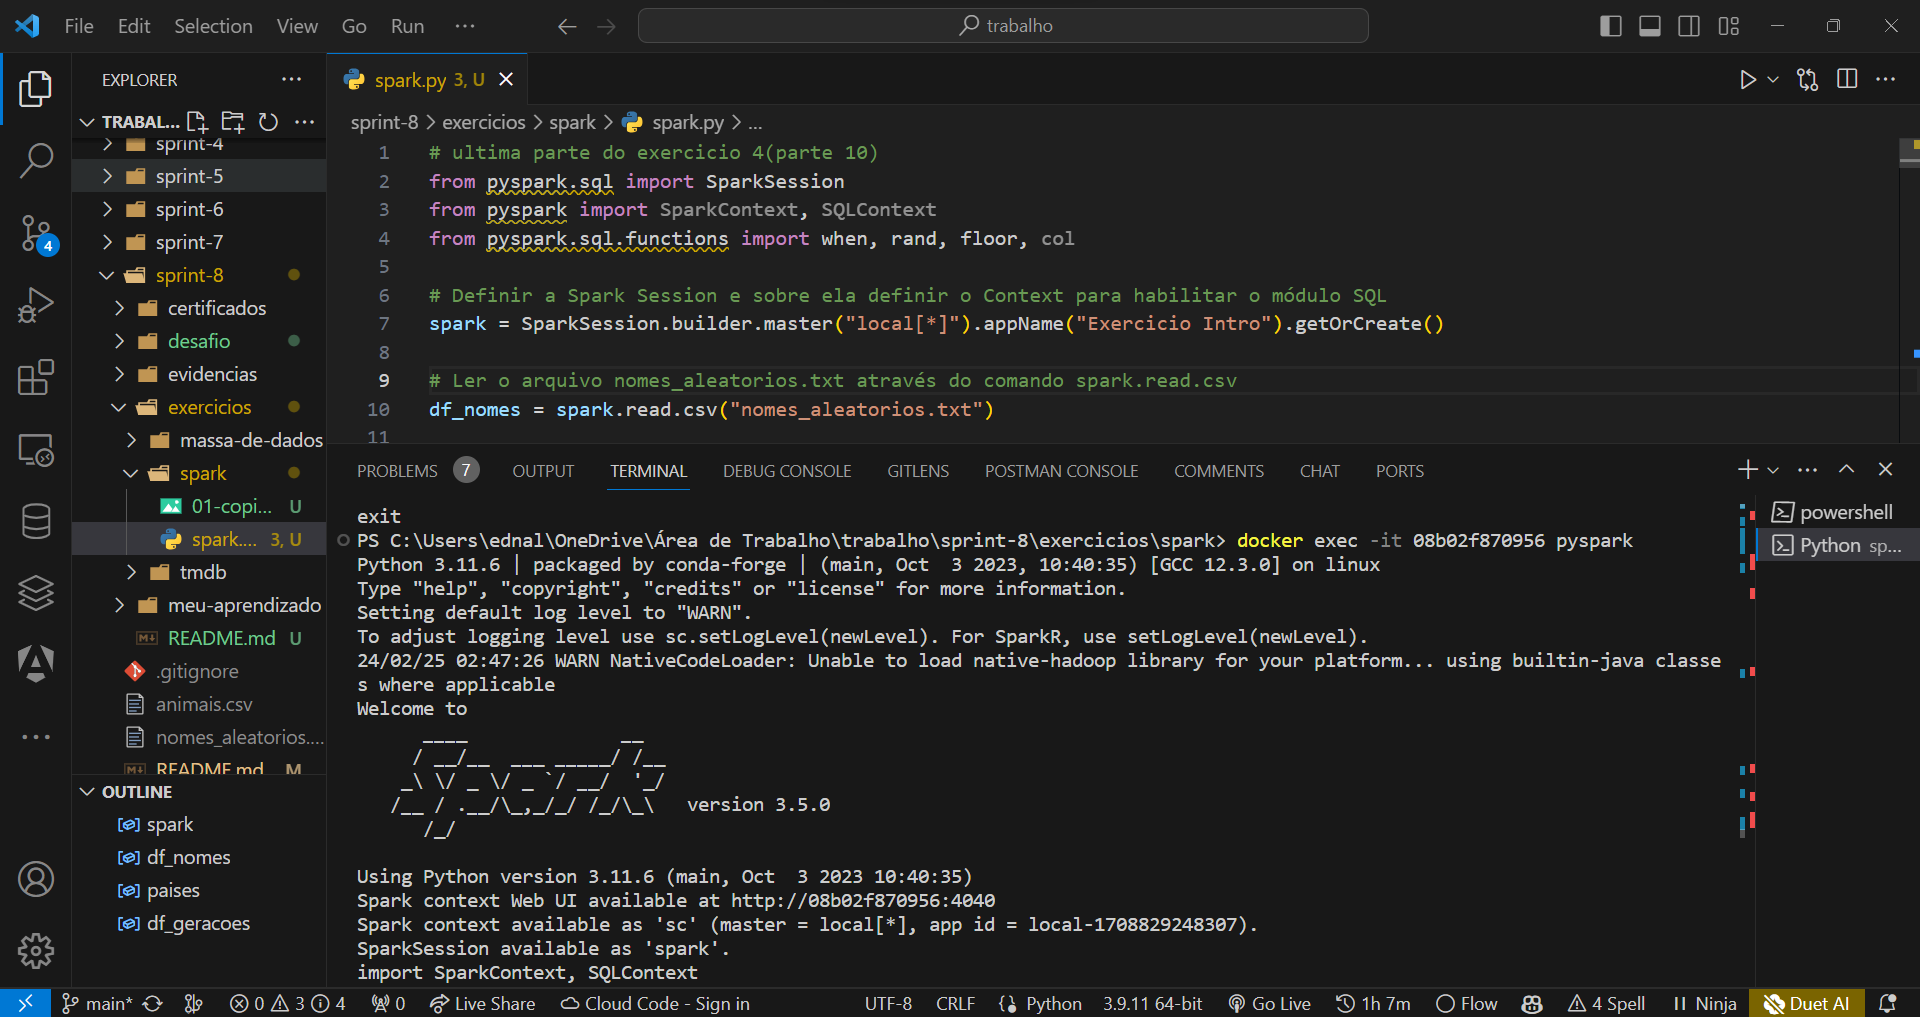 File Edit Selection View Go Run ···
trabalho
EXPLORER ···
TRABAL...
sprint-4
sprint-5
sprint-6
sprint-7
sprint-8
certificados
desafio
evidencias
exercicios
massa-de-dados
spark
01-copi... U
spark.... 3, U
tmdb
meu-aprendizado
README.md U
.gitignore
animais.csv
nomes_aleatorios....
README.md M
OUTLINE
spark
df_nomes
paises
df_geracoes
4
spark.py 3, U
sprint-8 > exercicios > spark > spark.py > ...
1 # ultima parte do exercicio 4(parte 10)
2 from pyspark.sql import SparkSession
3 from pyspark import SparkContext, SQLContext
4 from pyspark.sql.functions import when, rand, floor, col
5
6 # Definir a Spark Session e sobre ela definir o Context para habilitar o módulo SQL
7 spark = SparkSession.builder.master("local[*]").appName("Exercicio Intro").getOrCreate()
8
9 # Ler o arquivo nomes_aleatorios.txt através do comando spark.read.csv
10 df_nomes = spark.read.csv("nomes_aleatorios.txt")
11
PROBLEMS 7 OUTPUT TERMINAL DEBUG CONSOLE GITLENS POSTMAN CONSOLE COMMENTS CHAT PORTS
exit
PS C:\Users\ednal\OneDrive\Área de Trabalho\trabalho\sprint-8\exercicios\spark> docker exec -it 08b02f870956 pyspark
Python 3.11.6 | packaged by conda-forge | (main, Oct  3 2023, 10:40:35) [GCC 12.3.0] on linux
Type "help", "copyright", "credits" or "license" for more information.
Setting default log level to "WARN".
To adjust logging level use sc.setLogLevel(newLevel). For SparkR, use setLogLevel(newLevel).
24/02/25 02:47:26 WARN NativeCodeLoader: Unable to load native-hadoop library for your platform... using builtin-java classe
s where applicable
Welcome to
      ____              __
     / __/__  ___ _____/ /__
    _\ \/ _ \/ _ `/ __/  '_/
   /__ / .__/\_,_/_/ /_/\_\   version 3.5.0
      /_/
Using Python version 3.11.6 (main, Oct  3 2023 10:40:35)
Spark context Web UI available at http://08b02f870956:4040
Spark context available as 'sc' (master = local[*], app id = local-1708829248307).
SparkSession available as 'spark'.
import SparkContext, SQLContext
powershell
Python sp...
main* 0 3 4 0 Live Share Cloud Code - Sign in UTF-8 CRLF Python 3.9.11 64-bit Go Live 1h 7m Flow 4 Spell Ninja Duet AI